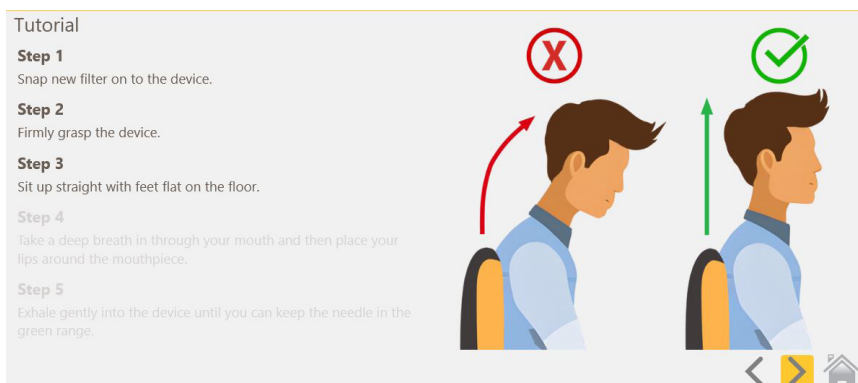 Tutorial
Step 1
Snap new filter on to the device.
Step 2
Firmly grasp the device.
Step 3
Sit up straight with feet flat on the floor.
Step 4
Take a deep breath in through your mouth and then place your
lips around the mouthpiece.
Step 5
Exhale gently into the device until you can keep the needle in the
green range.
X